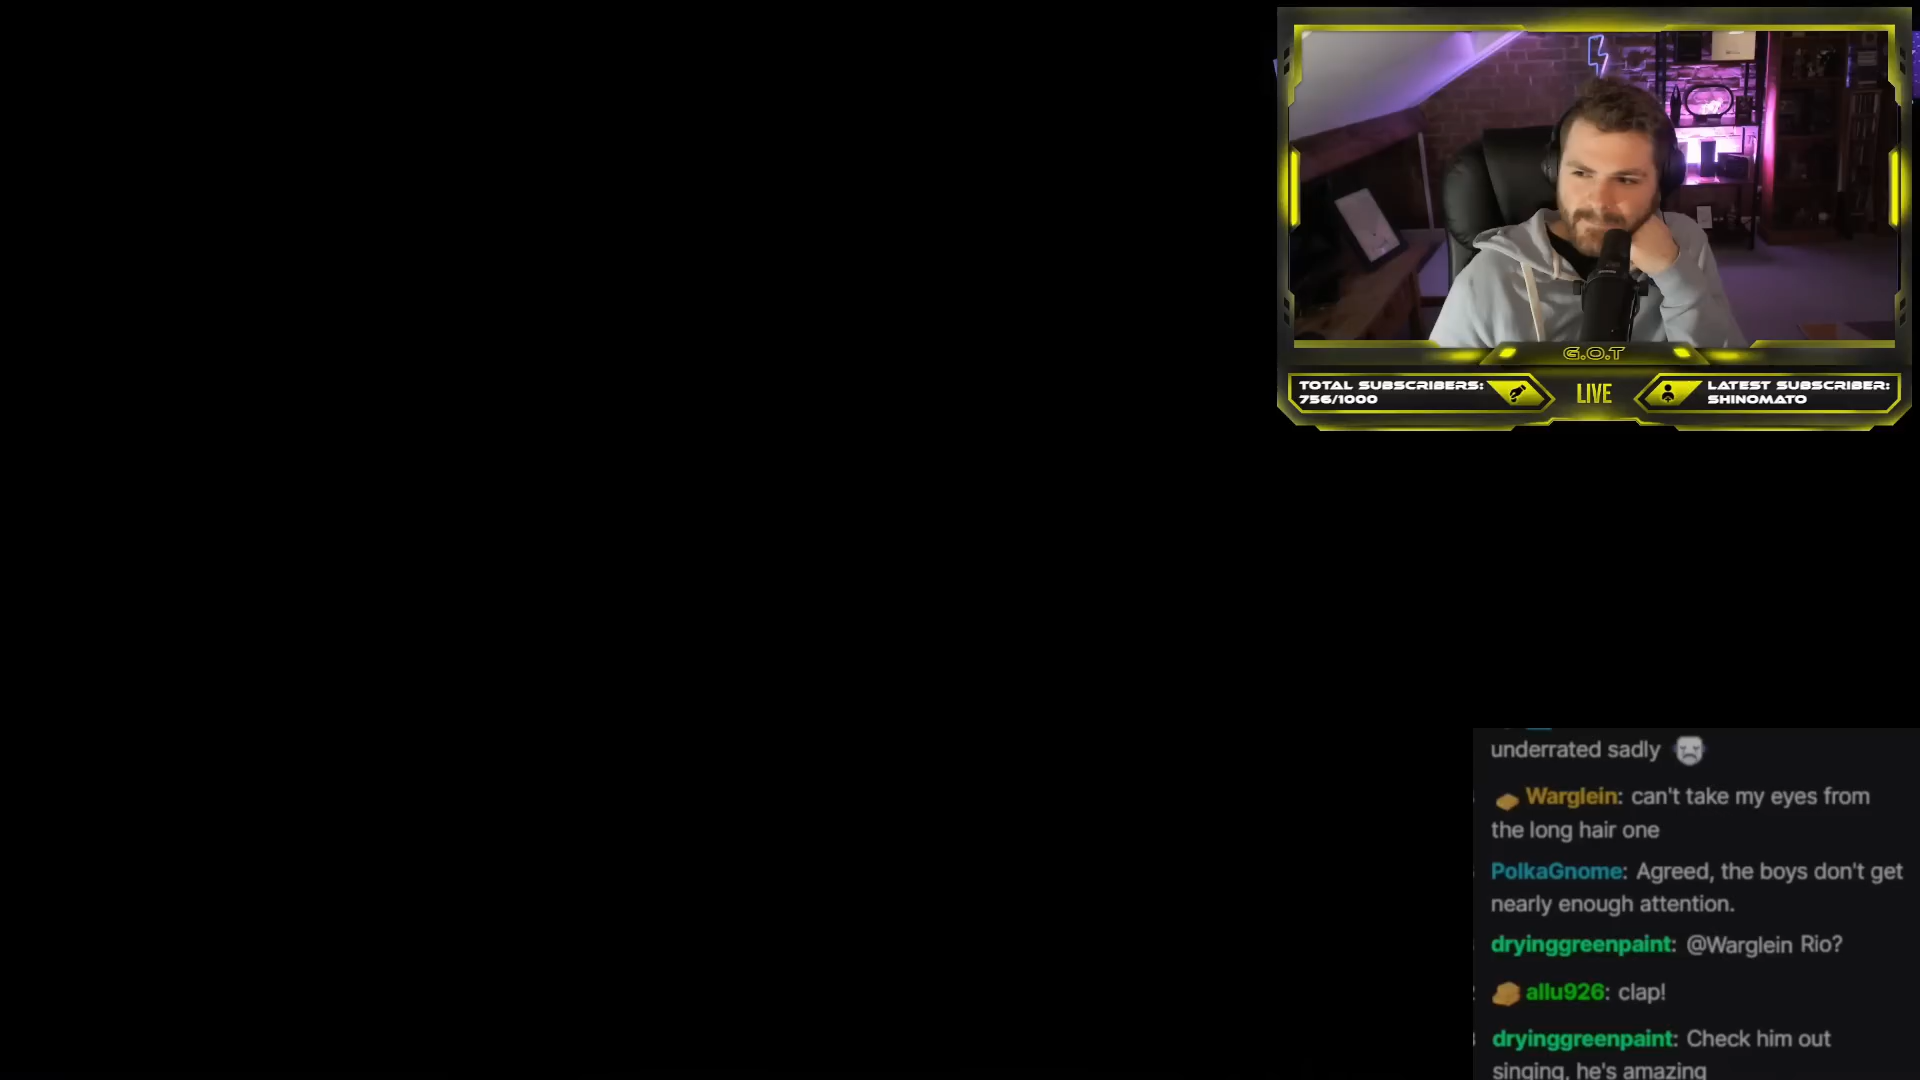 G.O.T
TOTAL SUBSCRIBERS:
756/1000
LIVE
LATEST SUBSCRIBER:
SHINOMATO
underrated sadly
Warglein: can't take my eyes from
the long hair one
PolkaGnome: Agreed, the boys don't get
nearly enough attention.
dryinggreenpaint: @Warglein Rio?
allu926: clap!
dryinggreenpaint: Check him out
singing, he's amazing